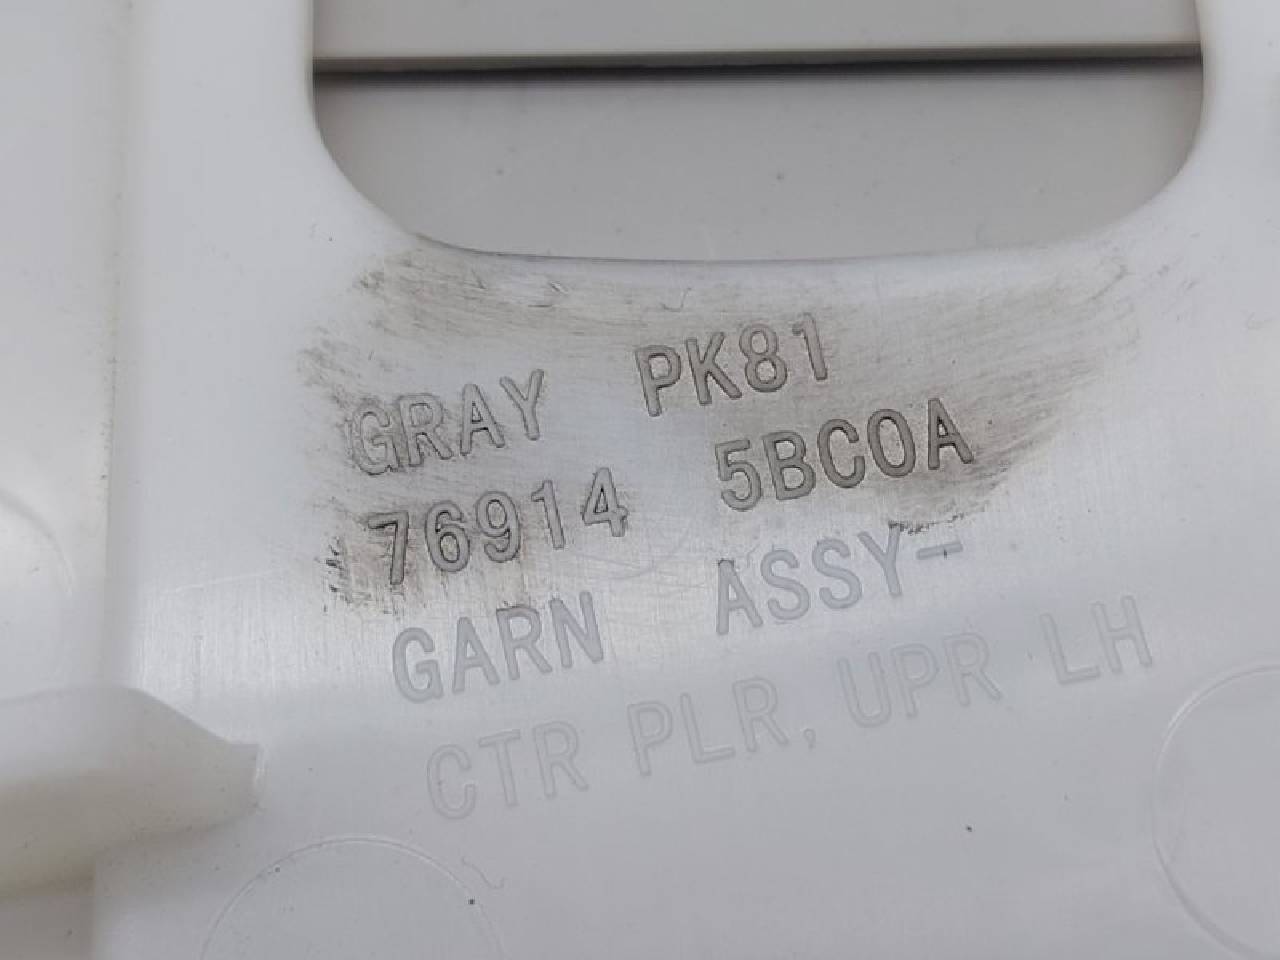 GRAY PK81
76914 5BC0A
GARN ASSY-
CTR PLR, UPR LH